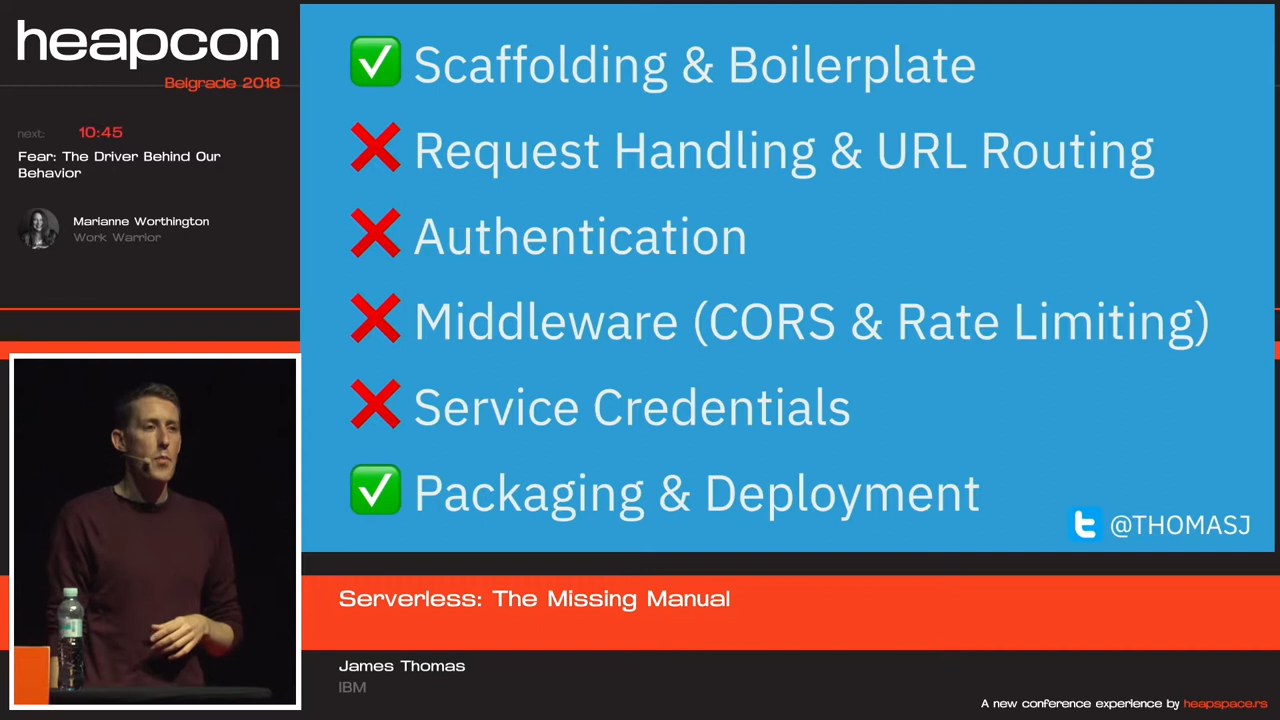 heapcon
Belgrade 2018
next: 10:45
Fear: The Driver Behind Our
Behavior
Marianne Worthington
Work Warrior
Scaffolding & Boilerplate
Request Handling & URL Routing
Authentication
Middleware (CORS & Rate Limiting)
Service Credentials
Packaging & Deployment
@THOMASJ
Serverless: The Missing Manual
James Thomas
IBM
A new conference experience by heapspace.rs